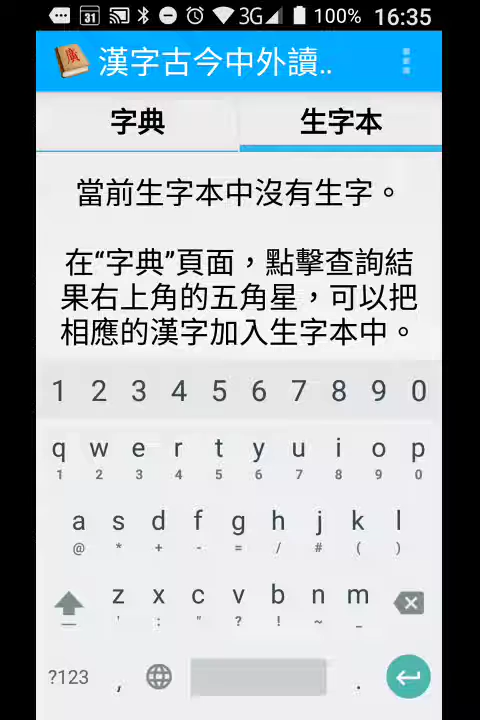 31 3G 100% 16:35
廣 漢字古今中外讀..
字典 生字本
當前生字本中沒有生字。
在“字典”頁面，點擊查詢結
果右上角的五角星，可以把
相應的漢字加入生字本中。
1 2 3 4 5 6 7 8 9 0
q w e r t y u i o p
1 2 3 4 5 6 7 8 9 0
a s d f g h j k l
@ * + - = / # ( )
z x c v b n m
' : " ? ! ~ _
?123 , .